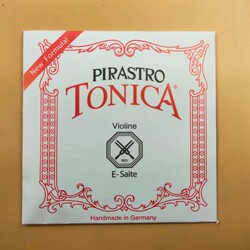 New Formula!
PIRASTRO
TONICA
Violine
E-Saite
Handmade in Germany